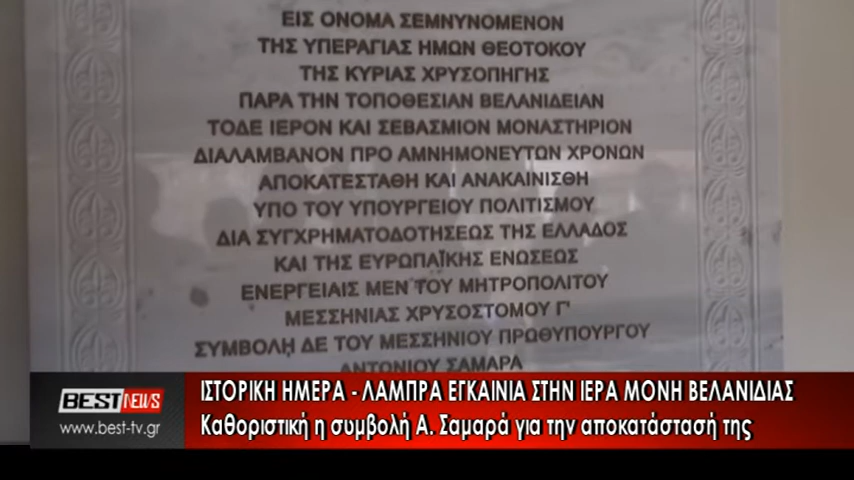 ΕΙΣ ΟΝΟΜΑ ΣΕΜΝΥΝΟΜΕΝΟΝ
ΤΗΣ ΥΠΕΡΑΓΙΑΣ ΗΜΩΝ ΘΕΟΤΟΚΟΥ
ΤΗΣ ΚΥΡΙΑΣ ΧΡΥΣΟΠΗΓΗΣ
ΠΑΡΑ ΤΗΝ ΤΟΠΟΘΕΣΙΑΝ ΒΕΛΑΝΙΔΕΙΑΝ
ΤΟΔΕ ΙΕΡΟΝ ΚΑΙ ΣΕΒΑΣΜΙΟΝ ΜΟΝΑΣΤΗΡΙΟΝ
ΔΙΑΛΑΜΒΑΝΟΝ ΠΡΟ ΑΜΝΗΜΟΝΕΥΤΩΝ ΧΡΟΝΩΝ
ΑΠΟΚΑΤΕΣΤΑΘΗ ΚΑΙ ΑΝΑΚΑΙΝΙΣΘΗ
ΥΠΟ ΤΟΥ ΥΠΟΥΡΓΕΙΟΥ ΠΟΛΙΤΙΣΜΟΥ
ΔΙΑ ΣΥΓΧΡΗΜΑΤΟΔΟΤΗΣΕΩΣ ΤΗΣ ΕΛΛΑΔΟΣ
ΚΑΙ ΤΗΣ ΕΥΡΩΠΑΪΚΗΣ ΕΝΩΣΕΩΣ
ΕΝΕΡΓΕΙΑΙΣ ΜΕΝ ΤΟΥ ΜΗΤΡΟΠΟΛΙΤΟΥ
ΜΕΣΣΗΝΙΑΣ ΧΡΥΣΟΣΤΟΜΟΥ Γ'
ΣΥΜΒΟΛῌ ΔΕ ΤΟΥ ΜΕΣΣΗΝΙΟΥ ΠΡΩΘΥΠΟΥΡΓΟΥ
ΑΝΤΩΝΙΟΥ ΣΑΜΑΡΑ
BEST NEWS
www.best-tv.gr
ΙΣΤΟΡΙΚΗ ΗΜΕΡΑ - ΛΑΜΠΡΑ ΕΓΚΑΙΝΙΑ ΣΤΗΝ ΙΕΡΑ ΜΟΝΗ ΒΕΛΑΝΙΔΙΑΣ
Καθοριστική η συμβολή Α. Σαμαρά για την αποκατάστασή της